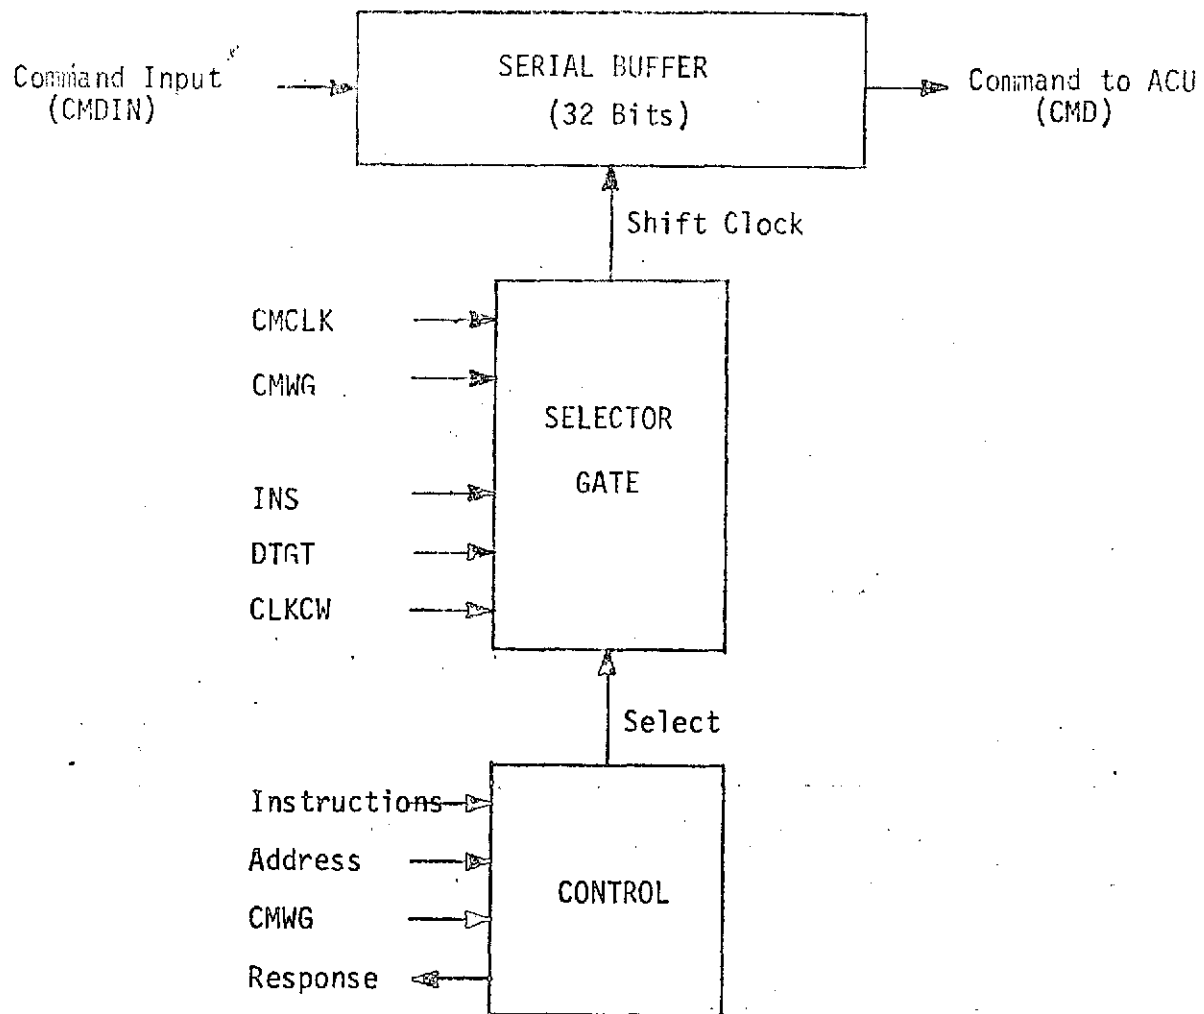 SERIAL BUFFER
(32 Bits)
Command Input
(CMDIN)
Command to ACU
(CMD)
Shift Clock
CMCLK
CMWG
SELECTOR
GATE
INS
DTGT
CLKCW
Select
Instructions
Address
CMWG
Response
CONTROL